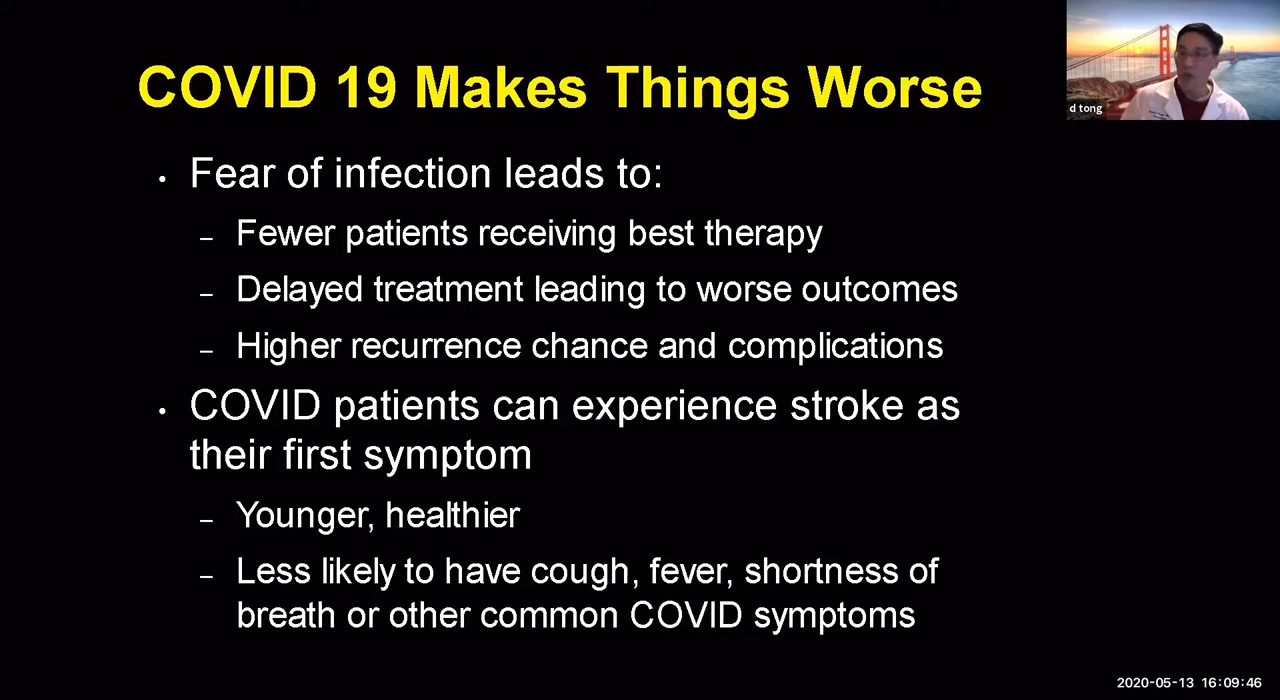 COVID 19 Makes Things Worse
d tong
• Fear of infection leads to:
– Fewer patients receiving best therapy
– Delayed treatment leading to worse outcomes
– Higher recurrence chance and complications
• COVID patients can experience stroke as
their first symptom
– Younger, healthier
– Less likely to have cough, fever, shortness of
breath or other common COVID symptoms
2020-05-13 16:09:46